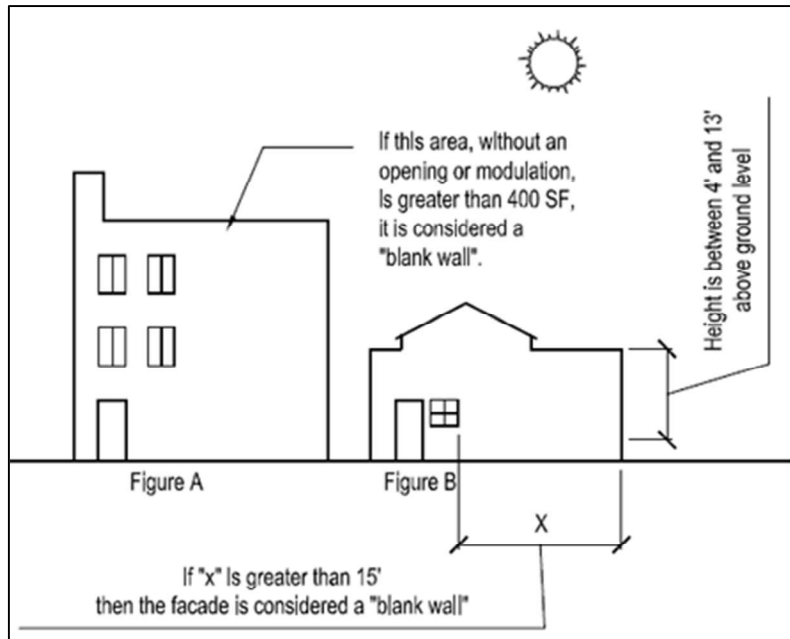 If this area, without an
opening or modulation,
Is greater than 400 SF,
it is considered a
"blank wall".
Height is between 4' and 13'
above ground level
Figure A
Figure B
X
If "x" Is greater than 15'
then the facade is considered a "blank wall"